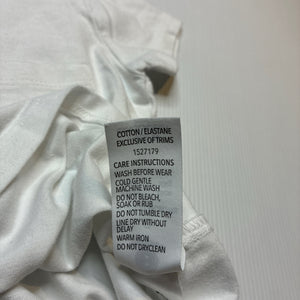 COTTON / ELASTANE
EXCLUSIVE OF TRIMS
1527179
CARE INSTRUCTIONS
WASH BEFORE WEAR
COLD GENTLE
MACHINE WASH
DO NOT BLEACH,
SOAK OR RUB
DO NOT TUMBLE DRY
LINE DRY WITHOUT
DELAY
WARM IRON
DO NOT DRYCLEAN